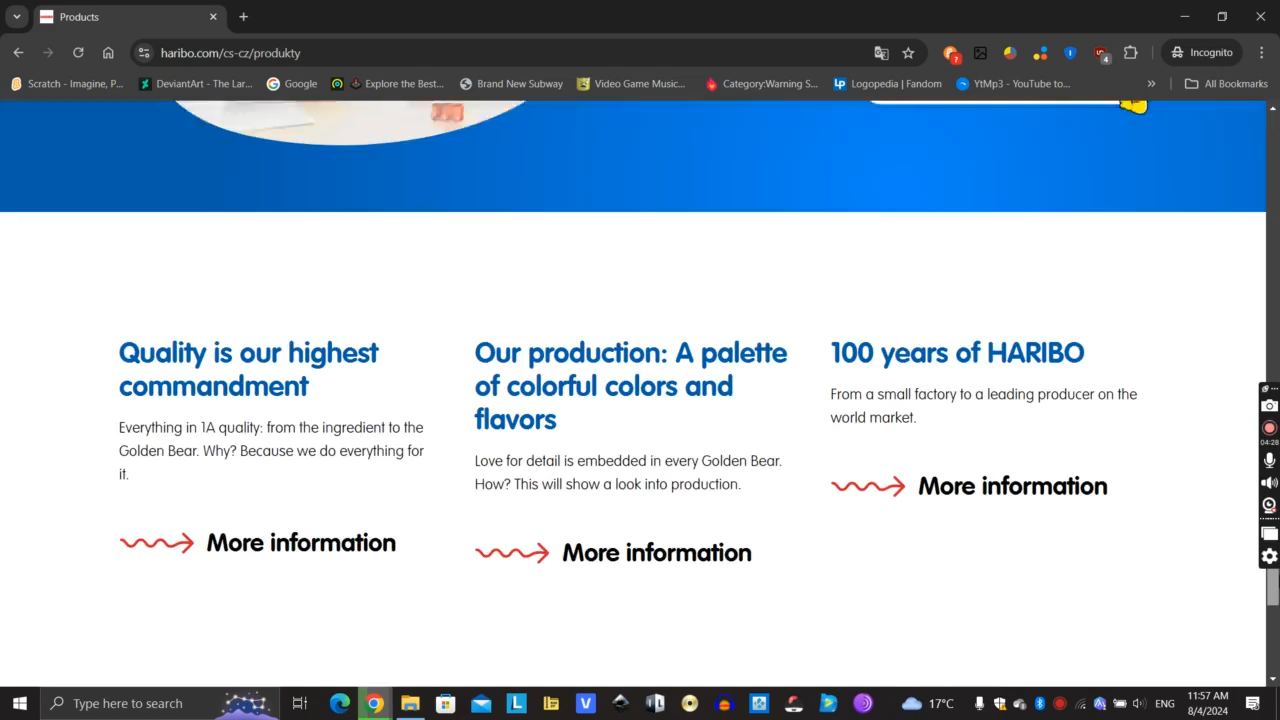 Products
haribo.com/cs-cz/produkty
7
4
Incognito
Scratch - Imagine, P...
DeviantArt - The Lar...
Google
Explore the Best...
Brand New Subway
Video Game Music...
Category:Warning S...
Logopedia | Fandom
YtMp3 - YouTube to...
»
All Bookmarks
Quality is our highest
commandment
Everything in 1A quality: from the ingredient to the
Golden Bear. Why? Because we do everything for
it.
More information
Our production: A palette
of colorful colors and
flavors
Love for detail is embedded in every Golden Bear.
How? This will show a look into production.
More information
100 years of HARIBO
From a small factory to a leading producer on the
world market.
More information
04:28
Type here to search
17°C
ENG
11:57 AM
8/4/2024